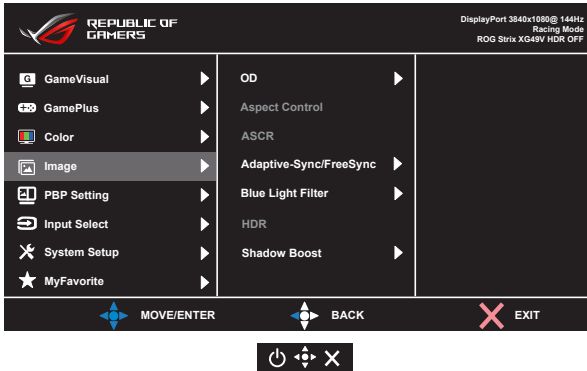 REPUBLIC OF
GAMERS
DisplayPort 3840x1080@ 144Hz
Racing Mode
ROG Strix XG49V HDR OFF
G GameVisual
GamePlus
Color
Image
PBP Setting
Input Select
System Setup
MyFavorite
OD
Aspect Control
ASCR
Adaptive-Sync/FreeSync
Blue Light Filter
HDR
Shadow Boost
MOVE/ENTER
BACK
EXIT